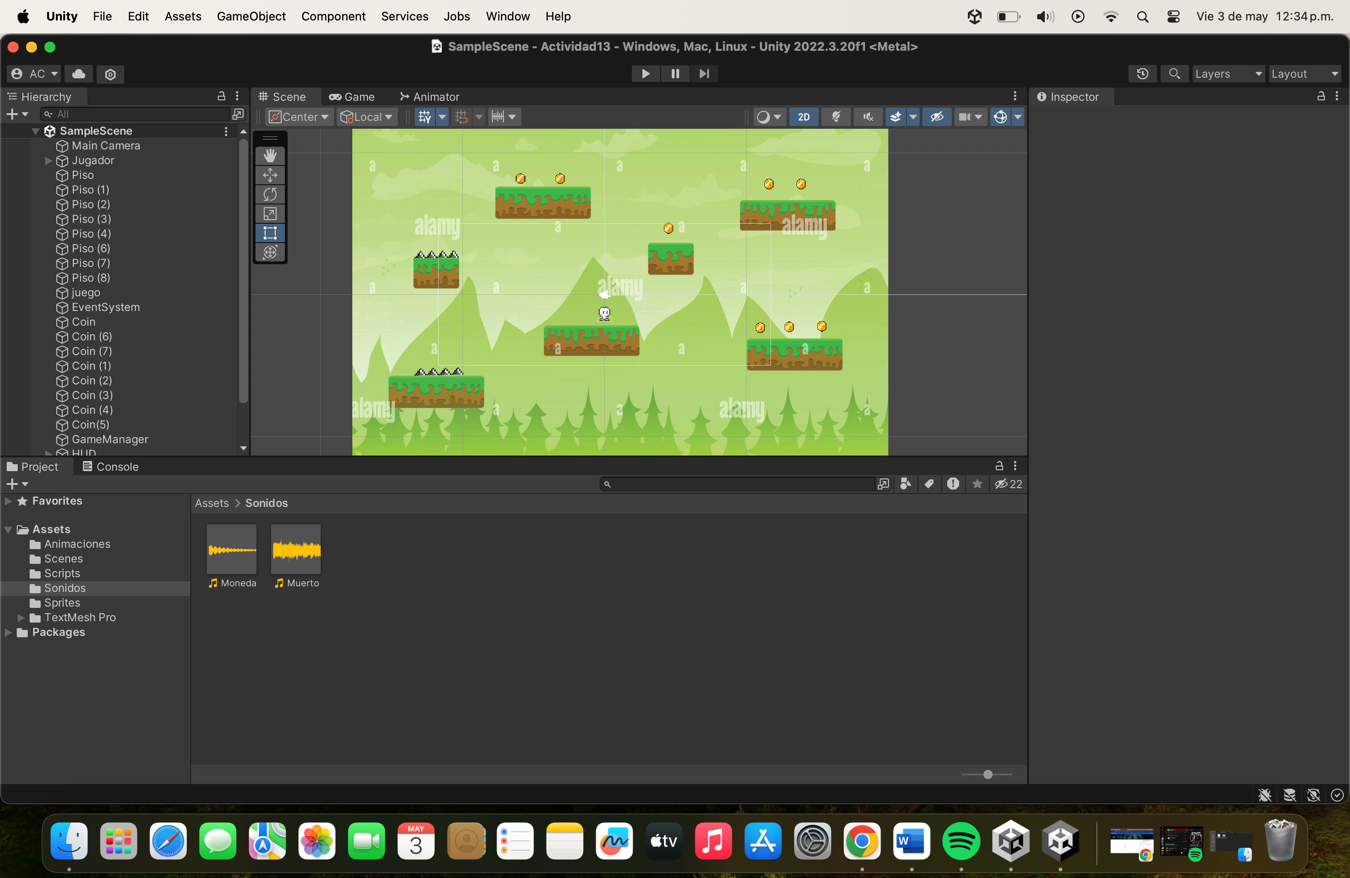 Unity File Edit Assets GameObject Component Services Jobs Window Help Vie 3 de may 12:34 p.m.
SampleScene - Actividad13 - Windows, Mac, Linux - Unity 2022.3.20f1 <Metal>
AC Layers Layout
Hierarchy
All
SampleScene
Main Camera
Jugador
Piso
Piso (1)
Piso (2)
Piso (3)
Piso (4)
Piso (6)
Piso (7)
Piso (8)
juego
EventSystem
Coin
Coin (6)
Coin (7)
Coin (1)
Coin (2)
Coin (3)
Coin (4)
Coin(5)
GameManager
HUD
Scene Game Animator
Center Local 2D
a a a a a
alamy a a alamy
a a alamy a a
a a a a
alamy a a alamy a
Inspector
Project Console
22
Favorites
Assets
Animaciones
Scenes
Scripts
Sonidos
Sprites
TextMesh Pro
Packages
Assets > Sonidos
Moneda Muerto
MAY
3
tv
W